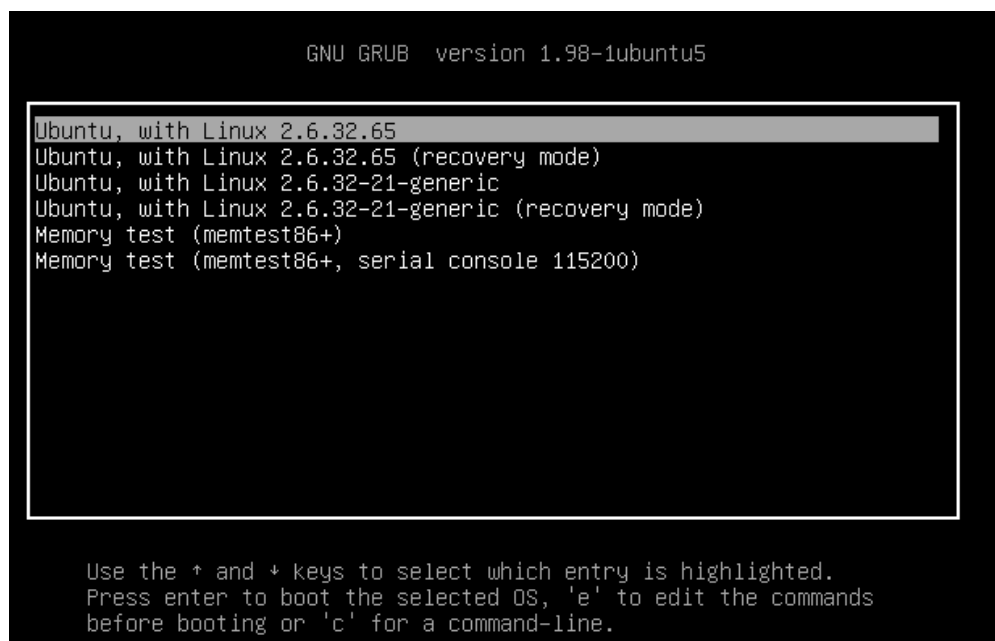 GNU GRUB  version 1.98-1ubuntu5
Ubuntu, with Linux 2.6.32.65
Ubuntu, with Linux 2.6.32.65 (recovery mode)
Ubuntu, with Linux 2.6.32-21-generic
Ubuntu, with Linux 2.6.32-21-generic (recovery mode)
Memory test (memtest86+)
Memory test (memtest86+, serial console 115200)
Use the ↑ and ↓ keys to select which entry is highlighted.
Press enter to boot the selected OS, 'e' to edit the commands
before booting or 'c' for a command-line.